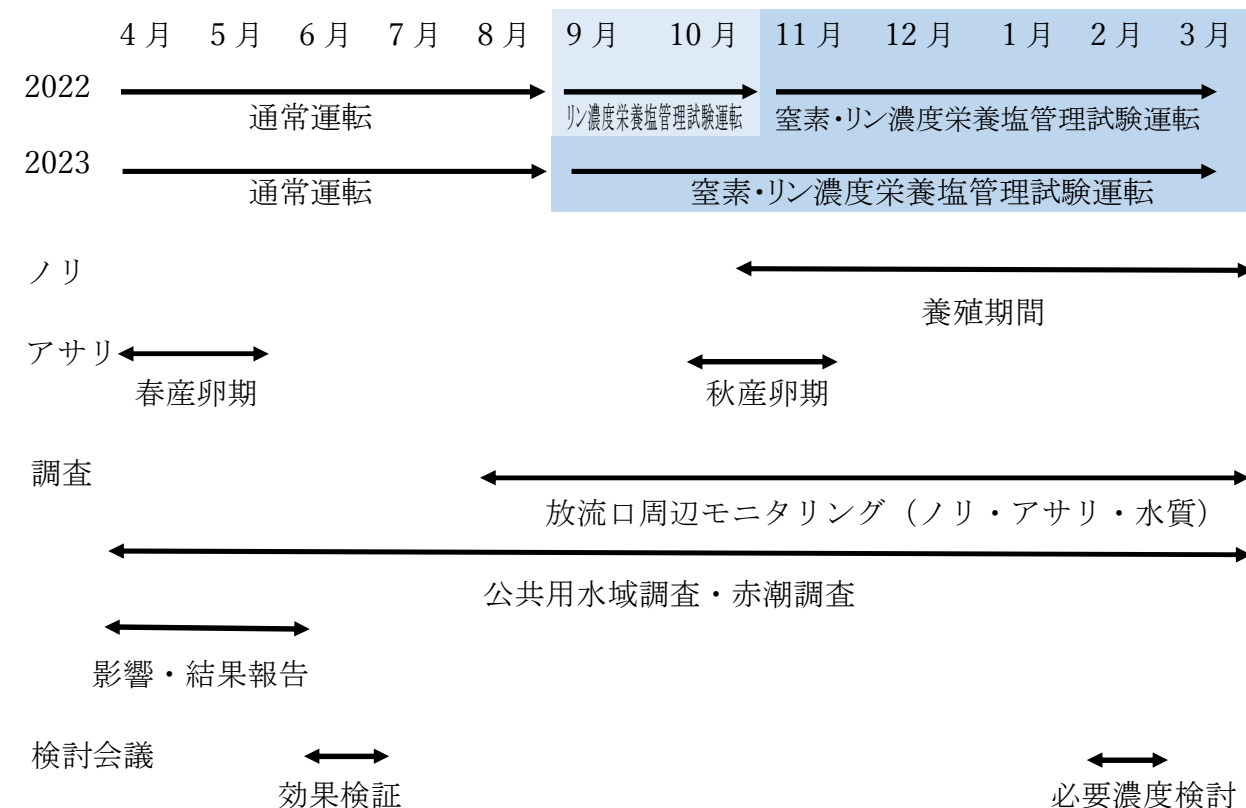 4月 5月 6月 7月 8月 9月 10月 11月 12月 1月 2月 3月
2022
通常運転 リン濃度栄養塩管理試験運転 窒素・リン濃度栄養塩管理試験運転
2023
通常運転 窒素・リン濃度栄養塩管理試験運転
ノリ
養殖期間
アサリ
春産卵期 秋産卵期
調査
放流口周辺モニタリング（ノリ・アサリ・水質）
公共用水域調査・赤潮調査
影響・結果報告
検討会議
効果検証 必要濃度検討